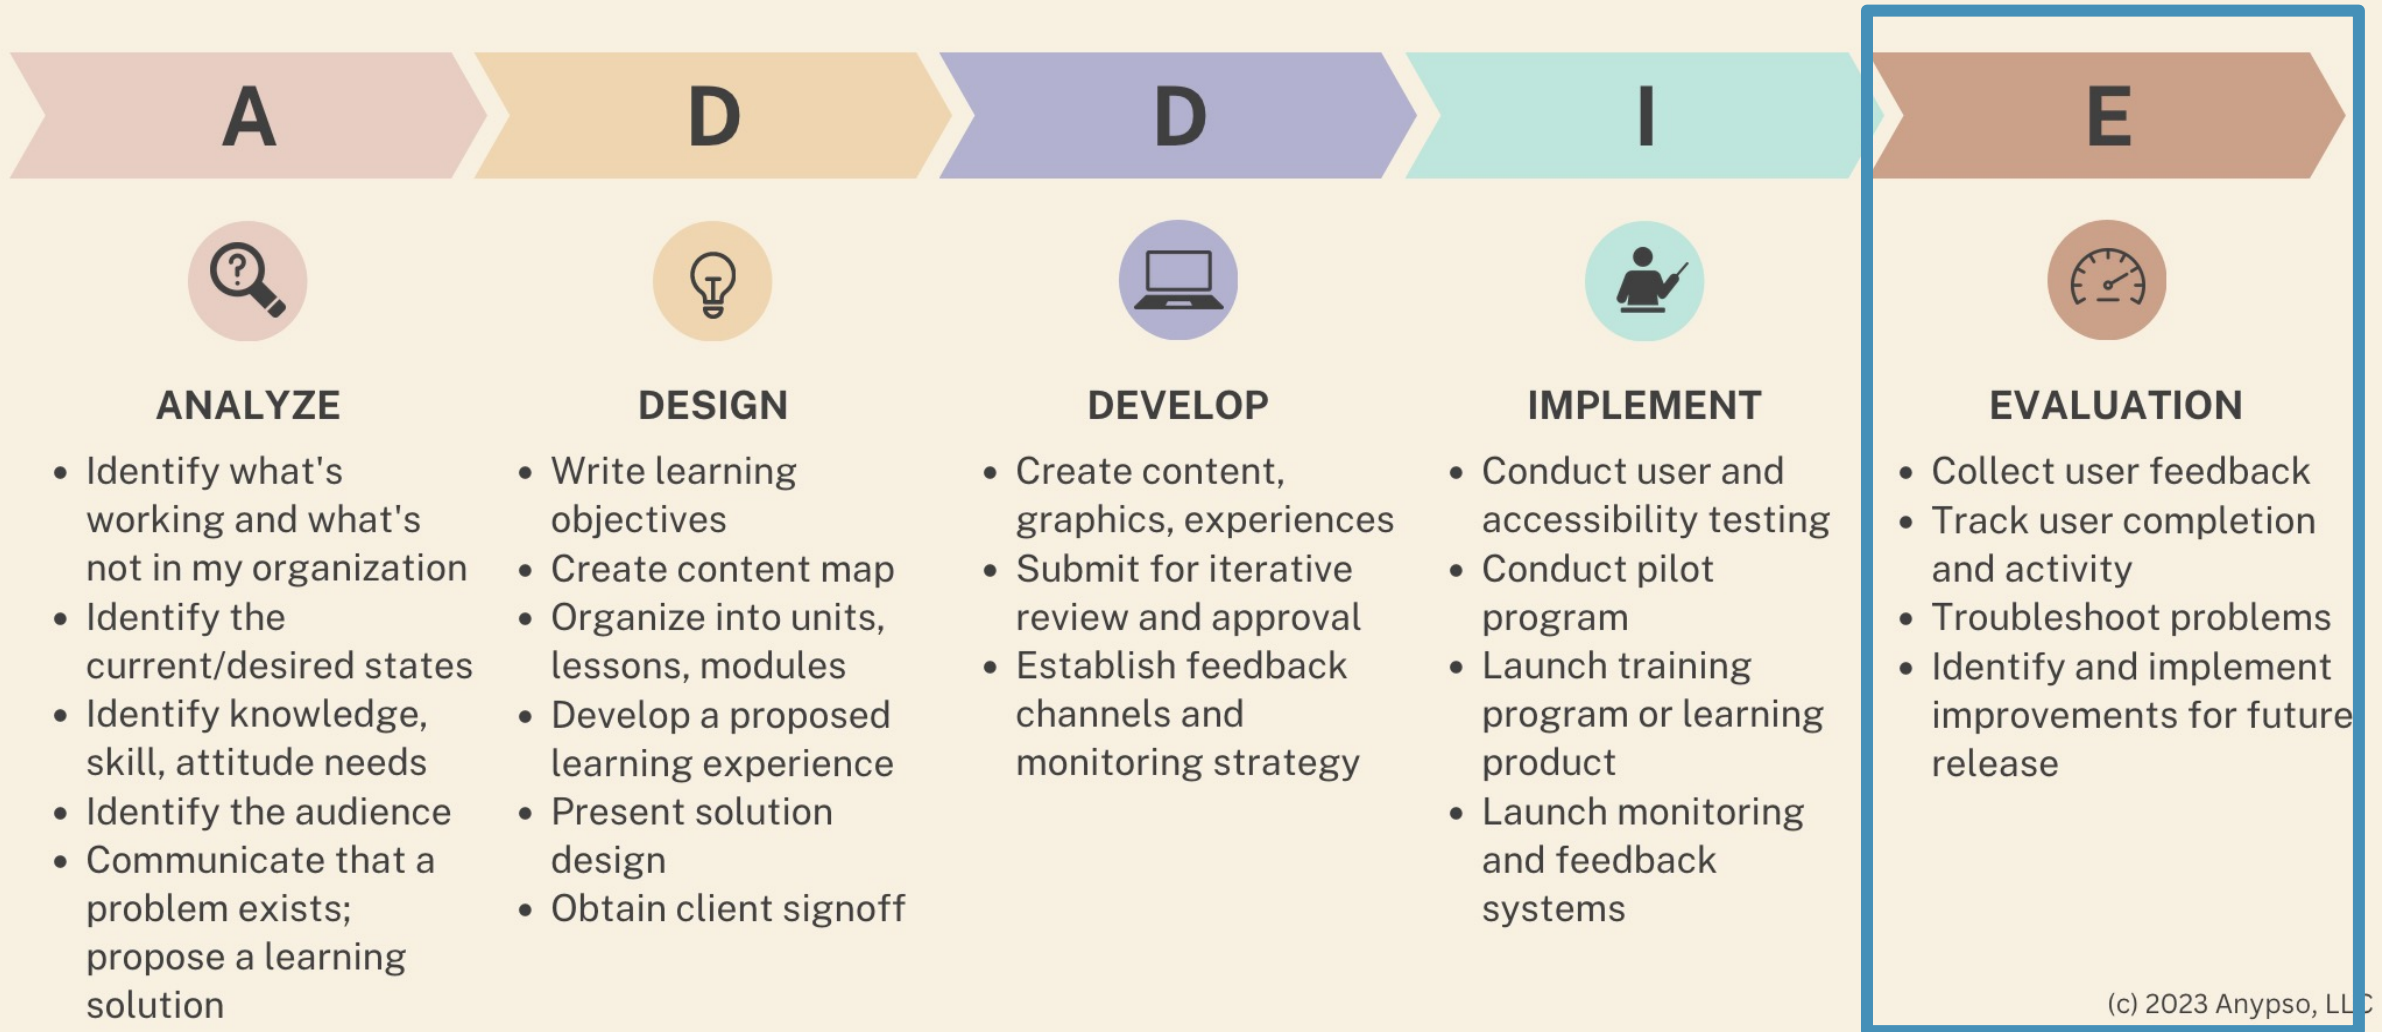 A
D
D
I
E
ANALYZE
• Identify what's
working and what's
not in my organization
• Identify the
current/desired states
• Identify knowledge,
skill, attitude needs
• Identify the audience
• Communicate that a
problem exists;
propose a learning
solution
DESIGN
• Write learning
objectives
• Create content map
• Organize into units,
lessons, modules
• Develop a proposed
learning experience
• Present solution
design
• Obtain client signoff
DEVELOP
• Create content,
graphics, experiences
• Submit for iterative
review and approval
• Establish feedback
channels and
monitoring strategy
IMPLEMENT
• Conduct user and
accessibility testing
• Conduct pilot
program
• Launch training
program or learning
product
• Launch monitoring
and feedback
systems
EVALUATION
• Collect user feedback
• Track user completion
and activity
• Troubleshoot problems
• Identify and implement
improvements for future
release
(c) 2023 Anypso, LLC